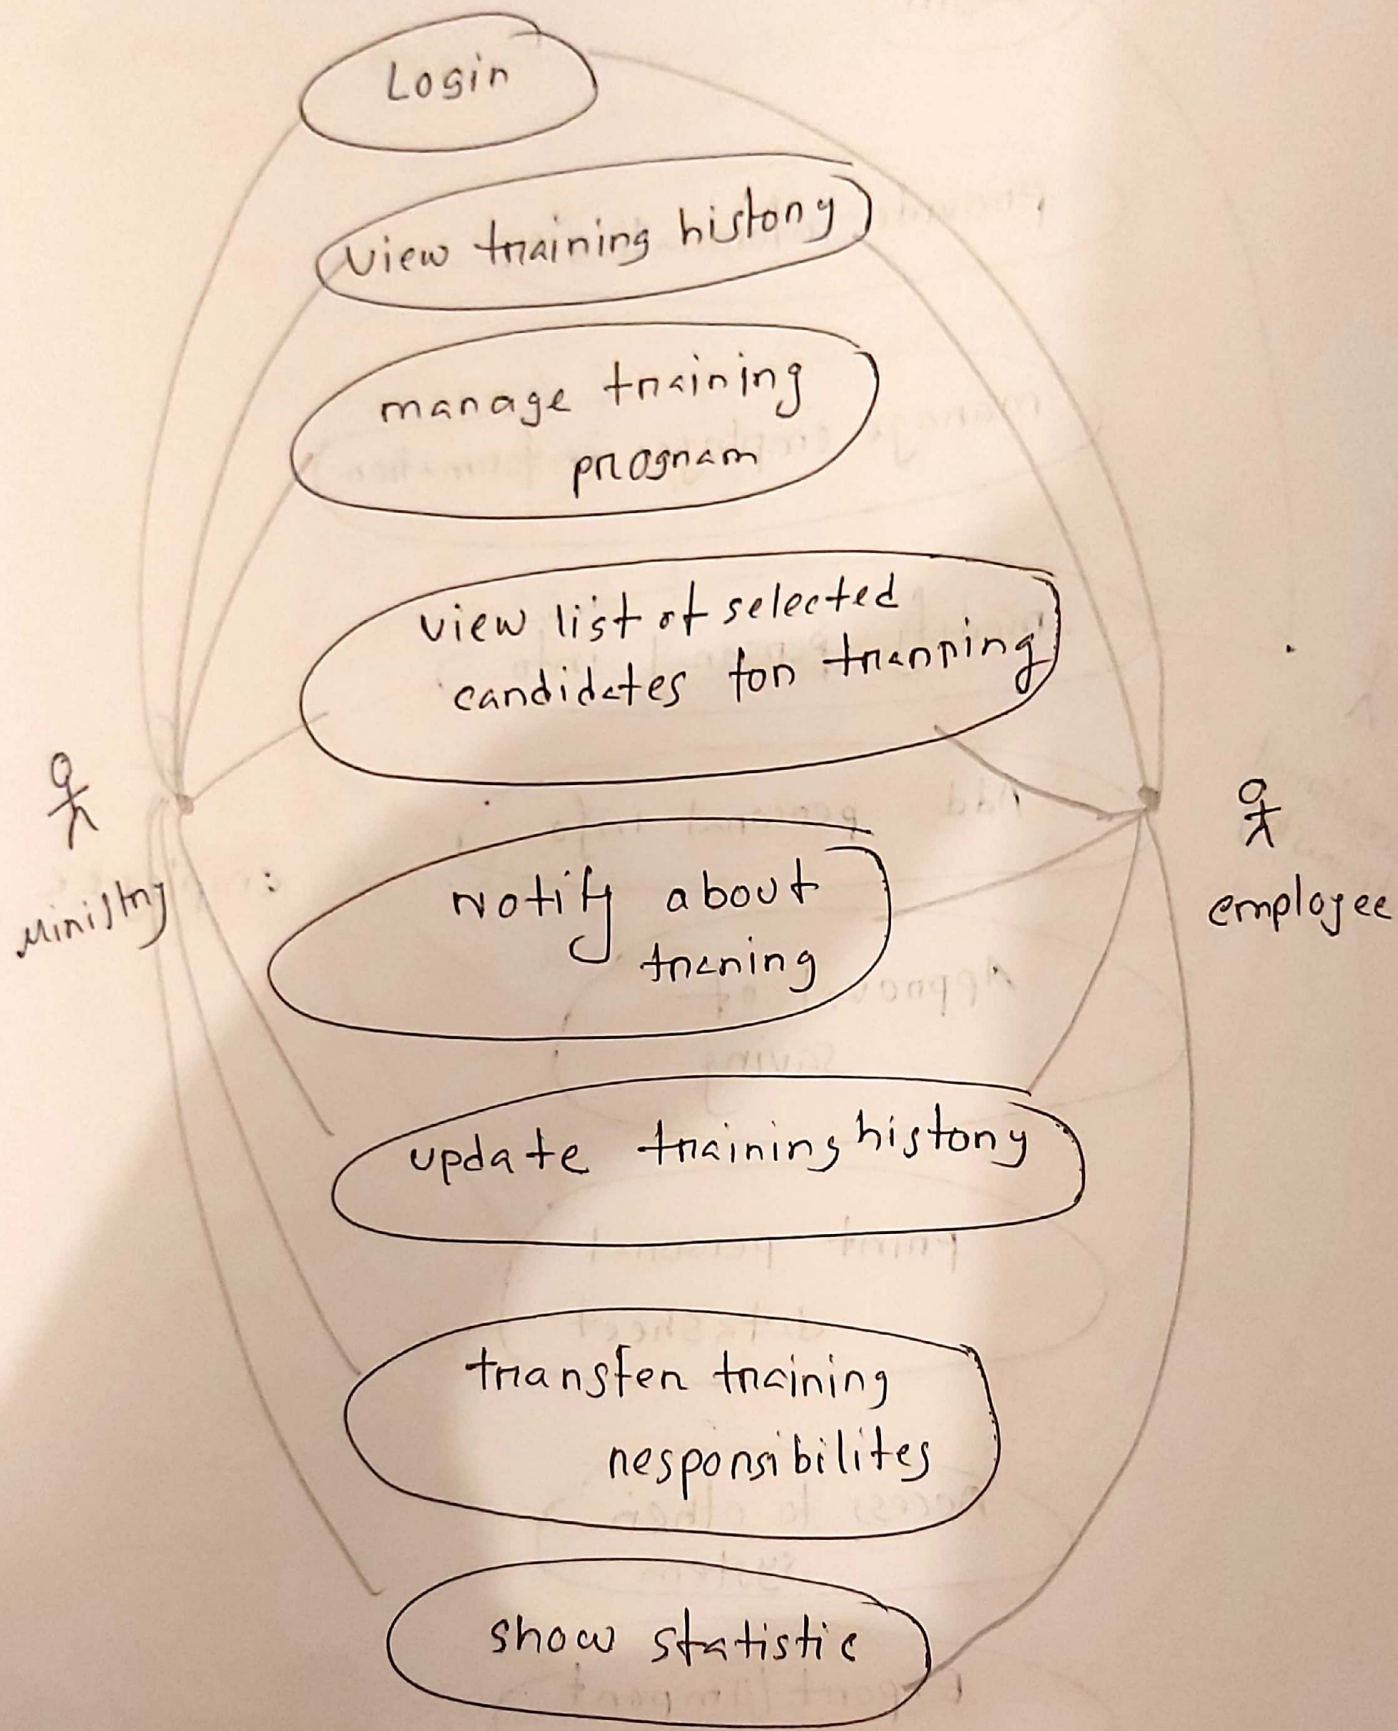 Login
view training history
manage training
program
view list of selected
candidates for tranning
Ministry
employee
Notify about
traning
update training history
transfer training
responsibilites
show statistic